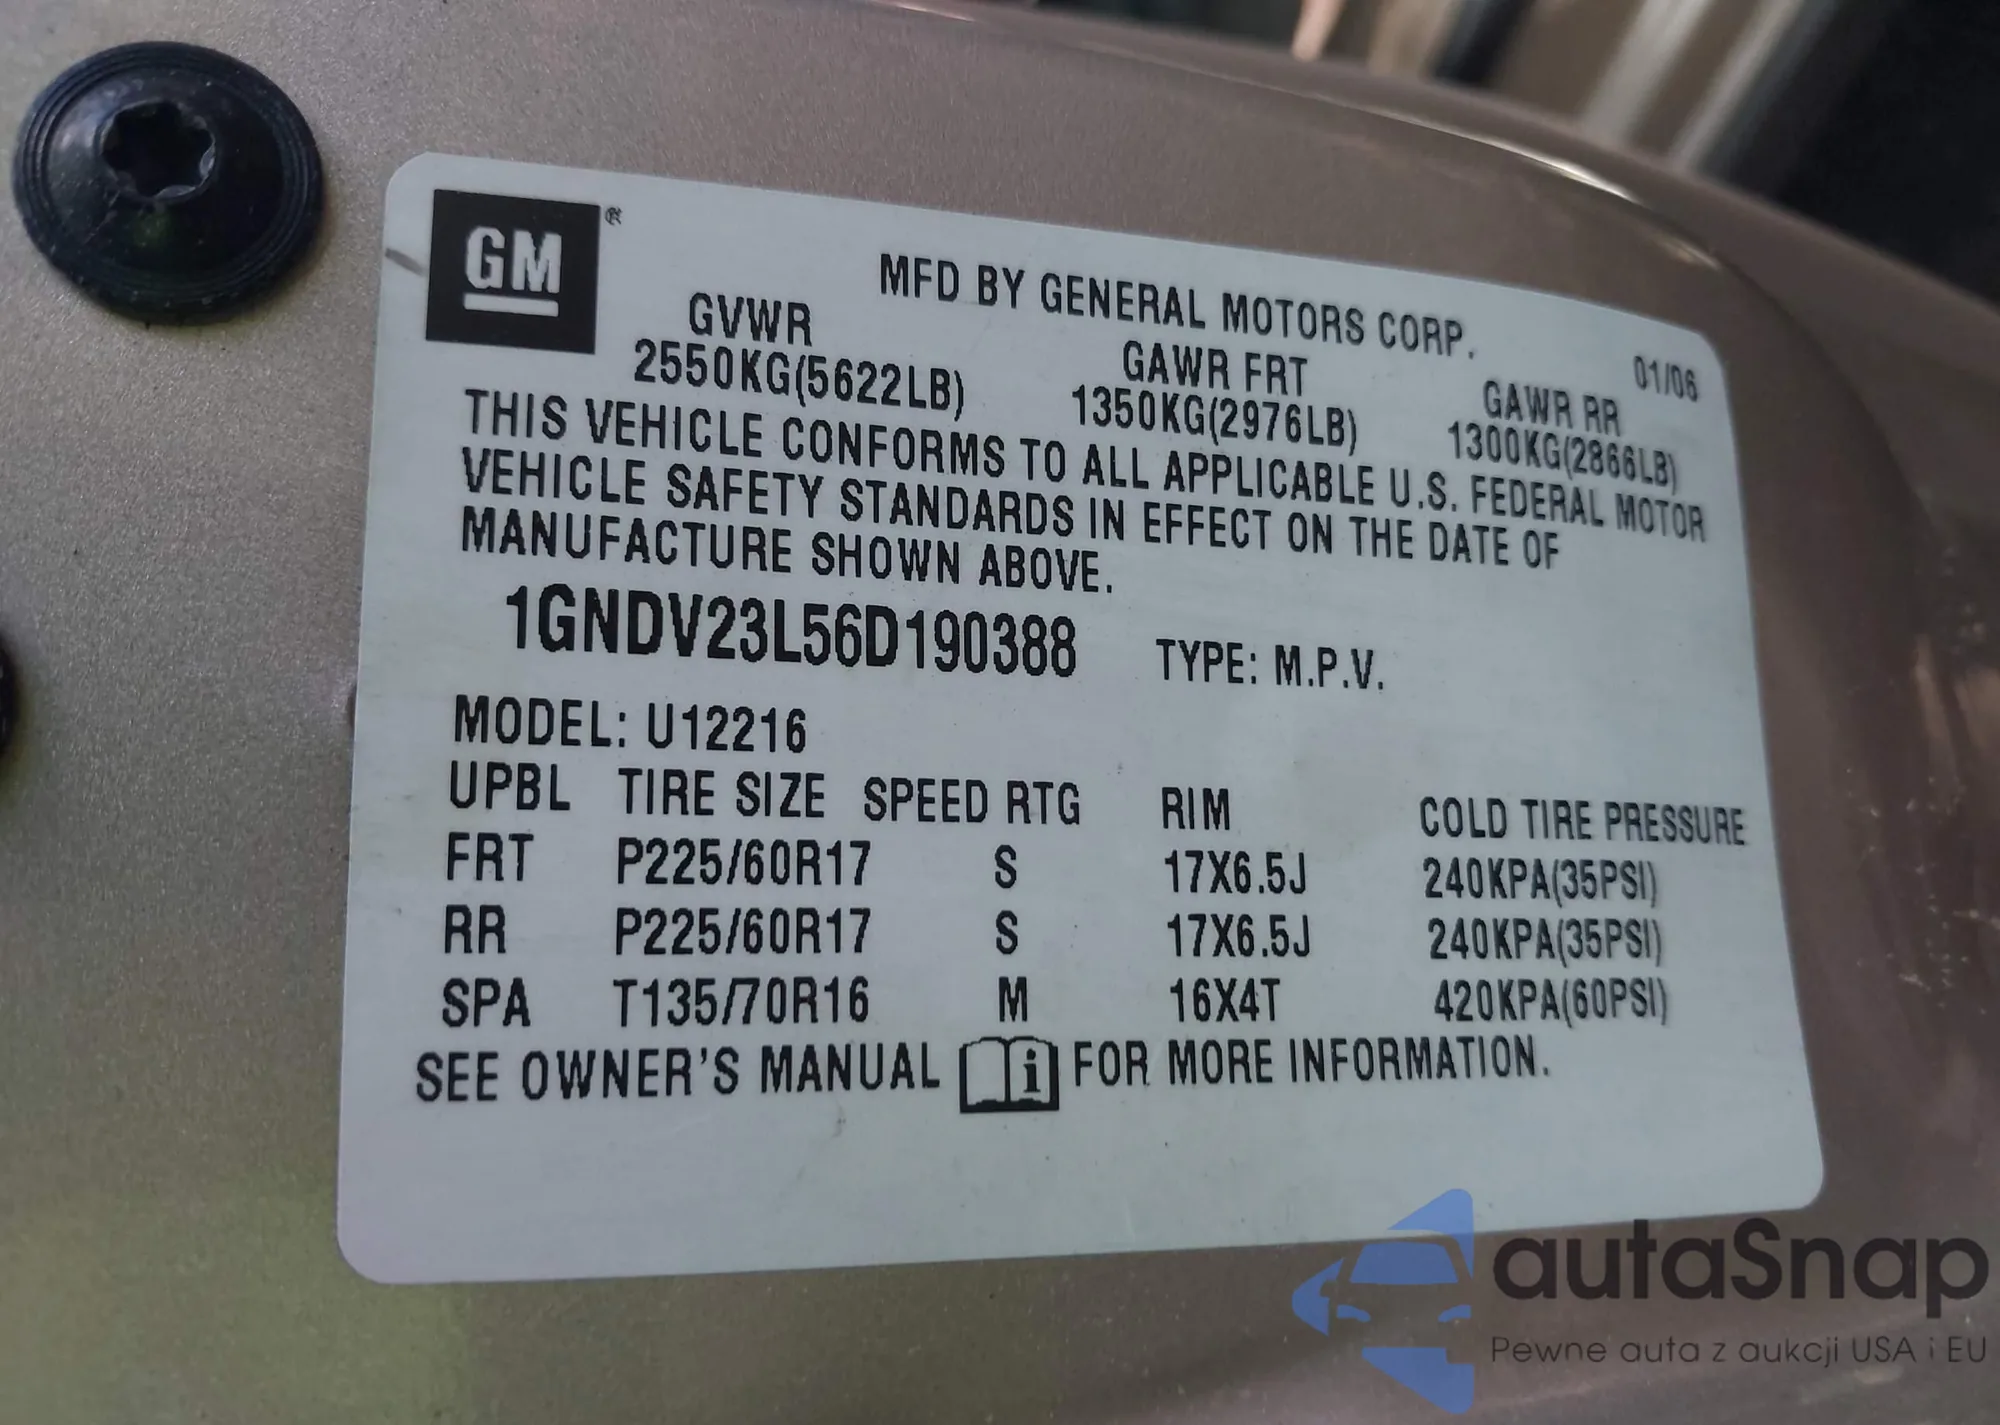 GM ®
MFD BY GENERAL MOTORS CORP.
01/06
GVWR GAWR FRT GAWR RR
2550KG(5622LB) 1350KG(2976LB) 1300KG(2866LB)
THIS VEHICLE CONFORMS TO ALL APPLICABLE U.S. FEDERAL MOTOR
VEHICLE SAFETY STANDARDS IN EFFECT ON THE DATE OF
MANUFACTURE SHOWN ABOVE.
1GNDV23L56D190388 TYPE: M.P.V.
MODEL: U12216
UPBL TIRE SIZE SPEED RTG RIM COLD TIRE PRESSURE
FRT P225/60R17 S 17X6.5J 240KPA(35PSI)
RR P225/60R17 S 17X6.5J 240KPA(35PSI)
SPA T135/70R16 M 16X4T 420KPA(60PSI)
SEE OWNER'S MANUAL i FOR MORE INFORMATION.
autaSnap
Pewne auta z aukcji USA i EU